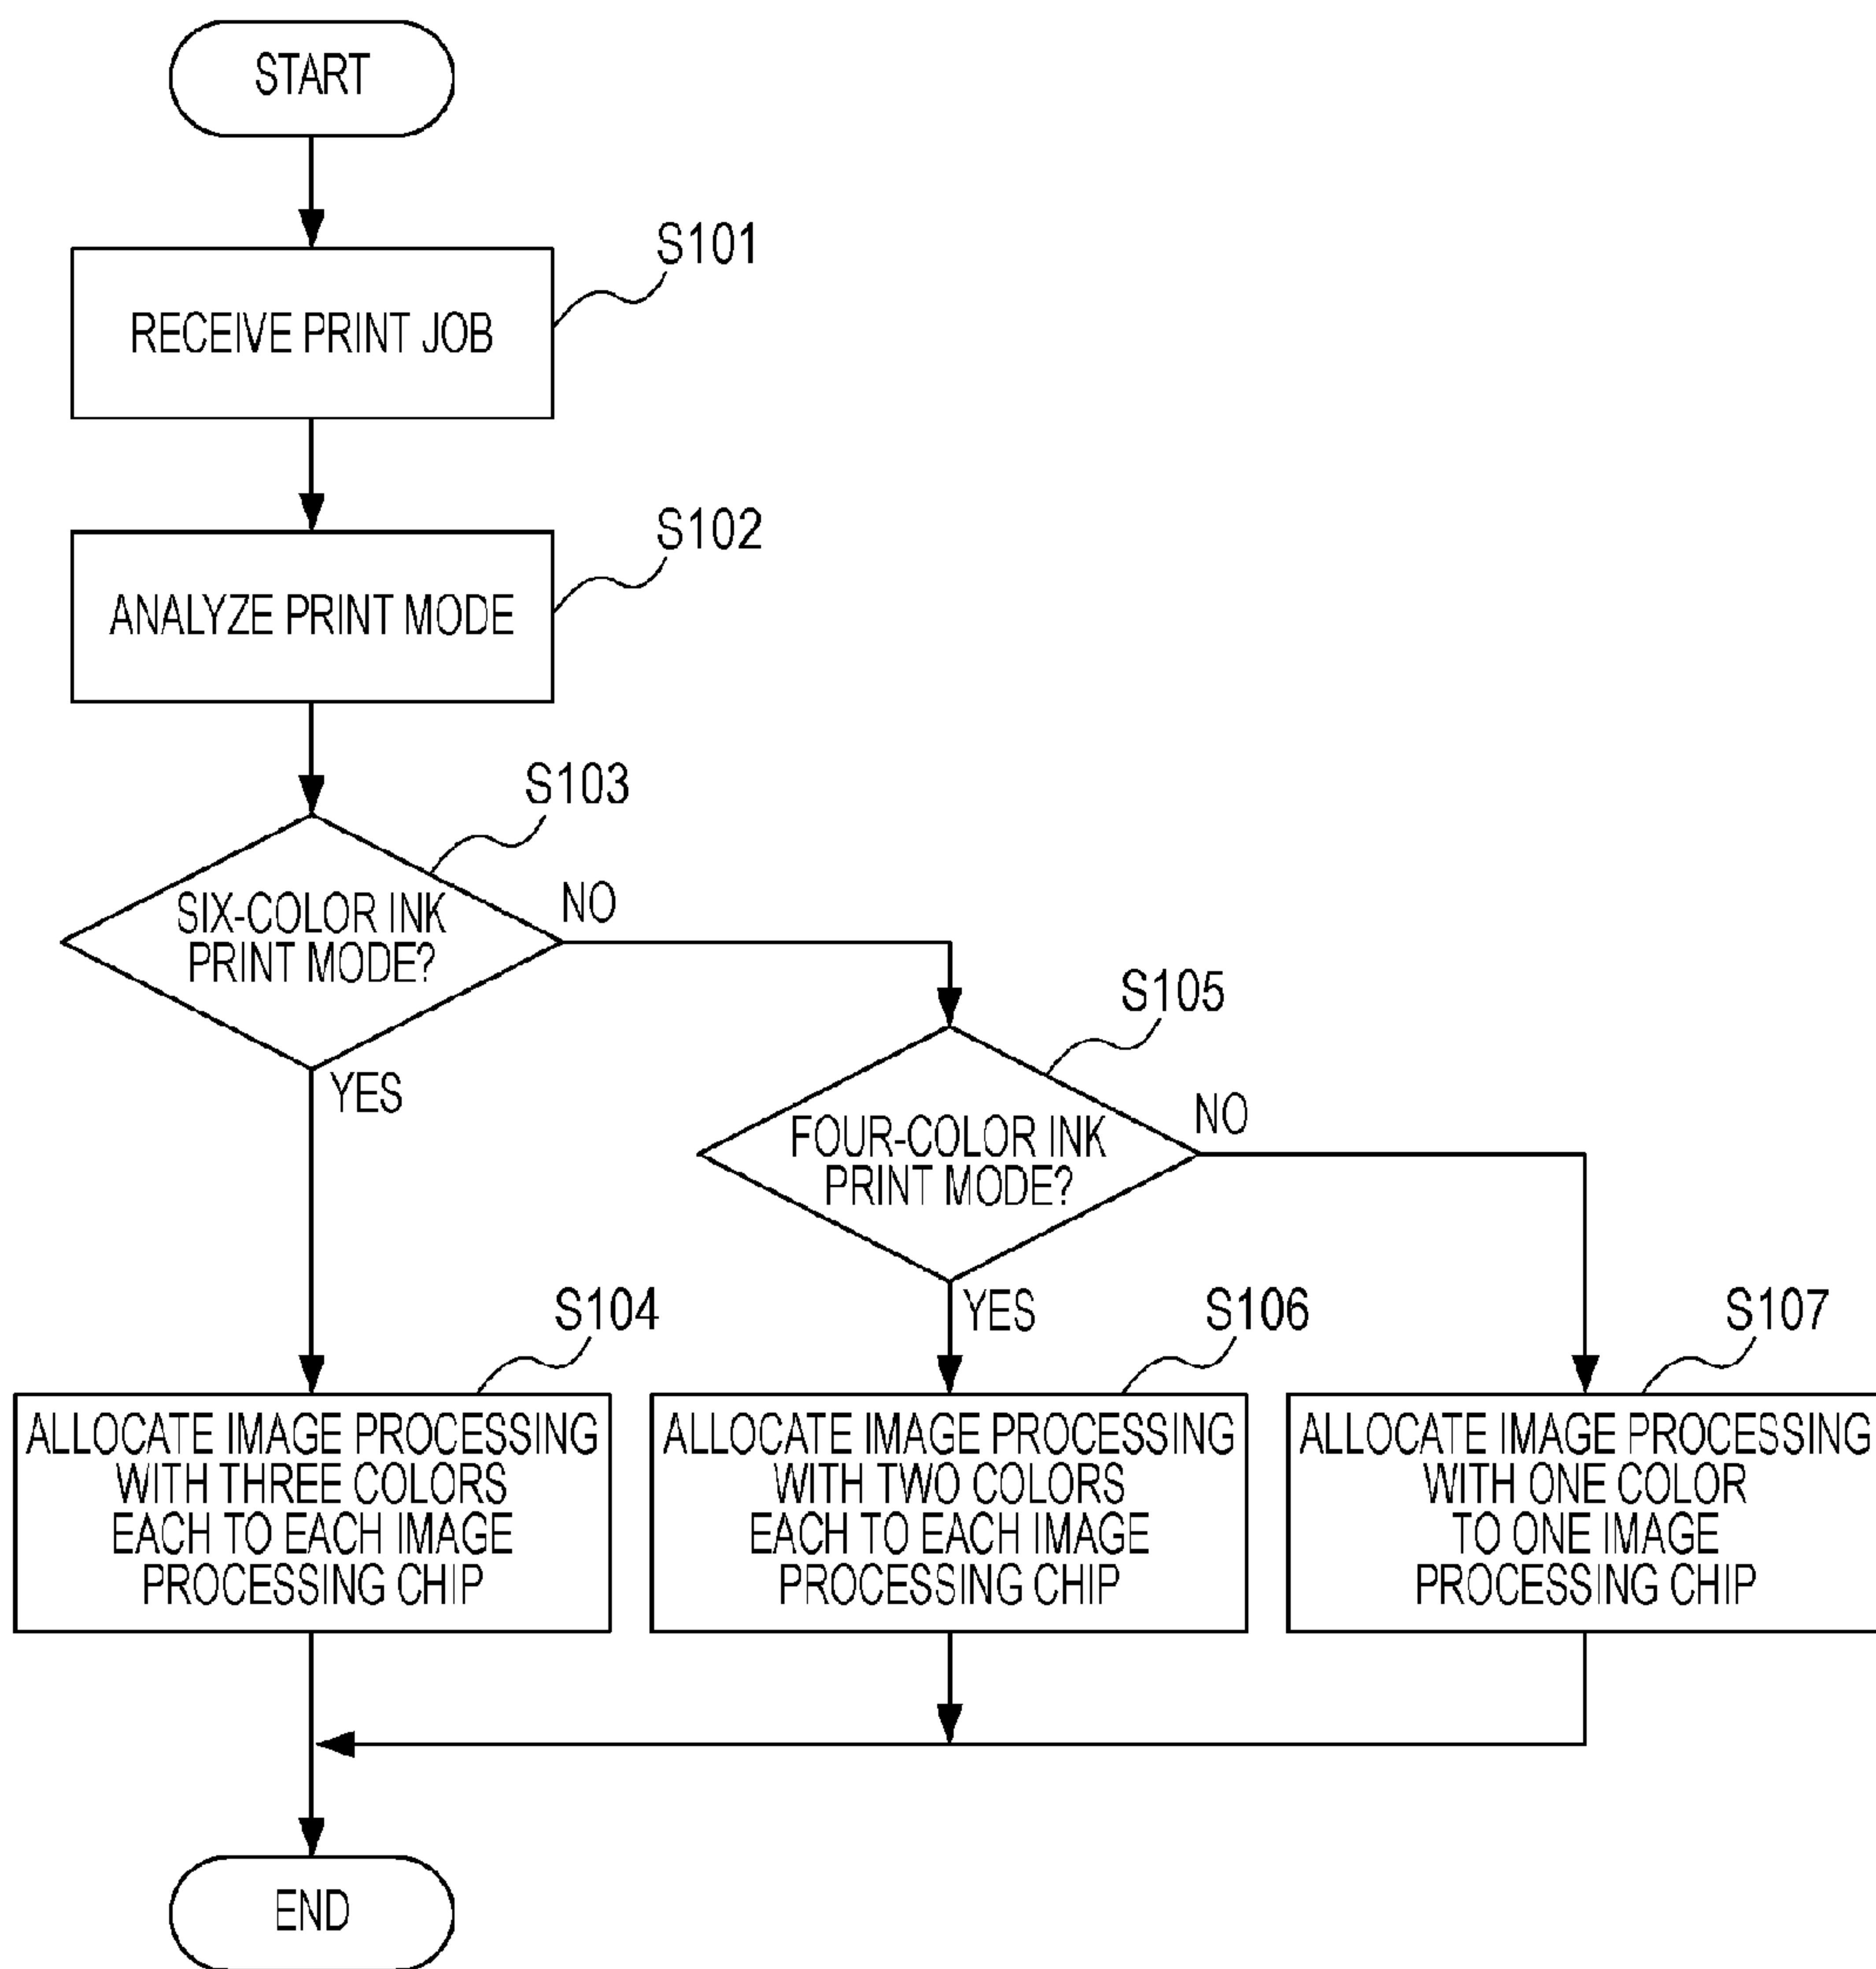 START
S101
RECEIVE PRINT JOB
S102
ANALYZE PRINT MODE
S103
SIX-COLOR INK
PRINT MODE?
NO
YES
S105
FOUR-COLOR INK
PRINT MODE?
NO
YES
S104
ALLOCATE IMAGE PROCESSING
WITH THREE COLORS
EACH TO EACH IMAGE
PROCESSING CHIP
S106
ALLOCATE IMAGE PROCESSING
WITH TWO COLORS
EACH TO EACH IMAGE
PROCESSING CHIP
S107
ALLOCATE IMAGE PROCESSING
WITH ONE COLOR
TO ONE IMAGE
PROCESSING CHIP
END